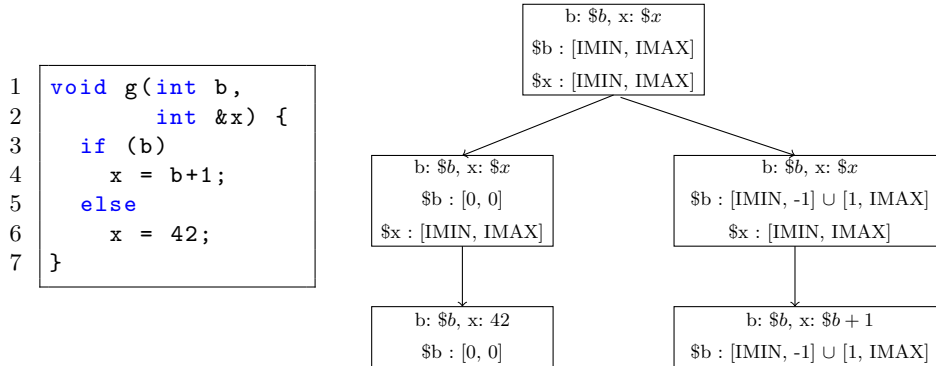 1 void g(int b,
2 int &x) {
3 if (b)
4 x = b+1;
5 else
6 x = 42;
7 }
b: $b, x: $x
$b : [IMIN, IMAX]
$x : [IMIN, IMAX]
b: $b, x: $x
$b : [0, 0]
$x : [IMIN, IMAX]
b: $b, x: $x
$b : [IMIN, -1] ∪ [1, IMAX]
$x : [IMIN, IMAX]
b: $b, x: 42
$b : [0, 0]
b: $b, x: $b + 1
$b : [IMIN, -1] ∪ [1, IMAX]